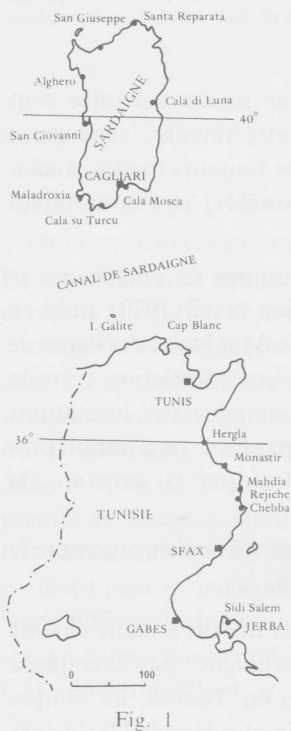 San Giuseppe
Santa Reparata
Alghero
SARDAIGNE
Cala di Luna
40°
San Giovanni
CAGLIARI
Maladroxia
Cala Mosca
Cala su Turcu
CANAL DE SARDAIGNE
I. Galite
Cap Blanc
TUNIS
36°
Hergla
Monastir
Mahdia
Rejiche
Chebba
TUNISIE
SFAX
Sidi Salem
GABES
JERBA
0 100
Fig. 1